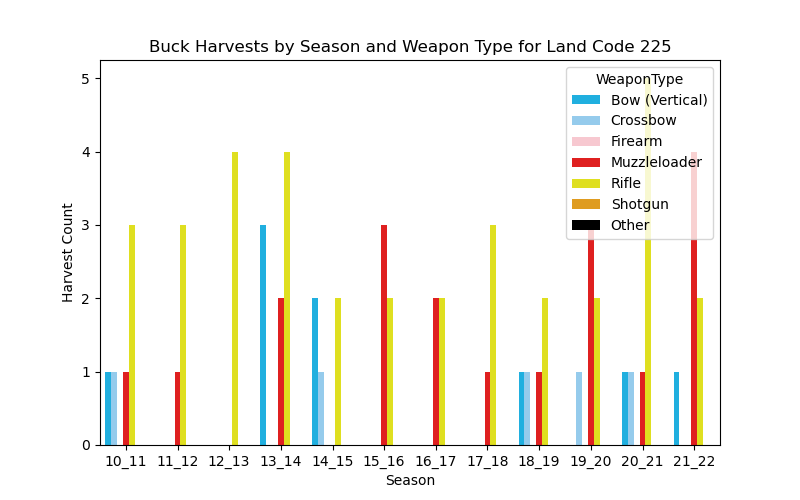 Buck Harvests by Season and Weapon Type for Land Code 225
WeaponType
Bow (Vertical)
Crossbow
Firearm
Muzzleloader
Rifle
Shotgun
Other
Harvest Count
5
4
3
2
1
0
10_11 11_12 12_13 13_14 14_15 15_16 16_17 17_18 18_19 19_20 20_21 21_22
Season